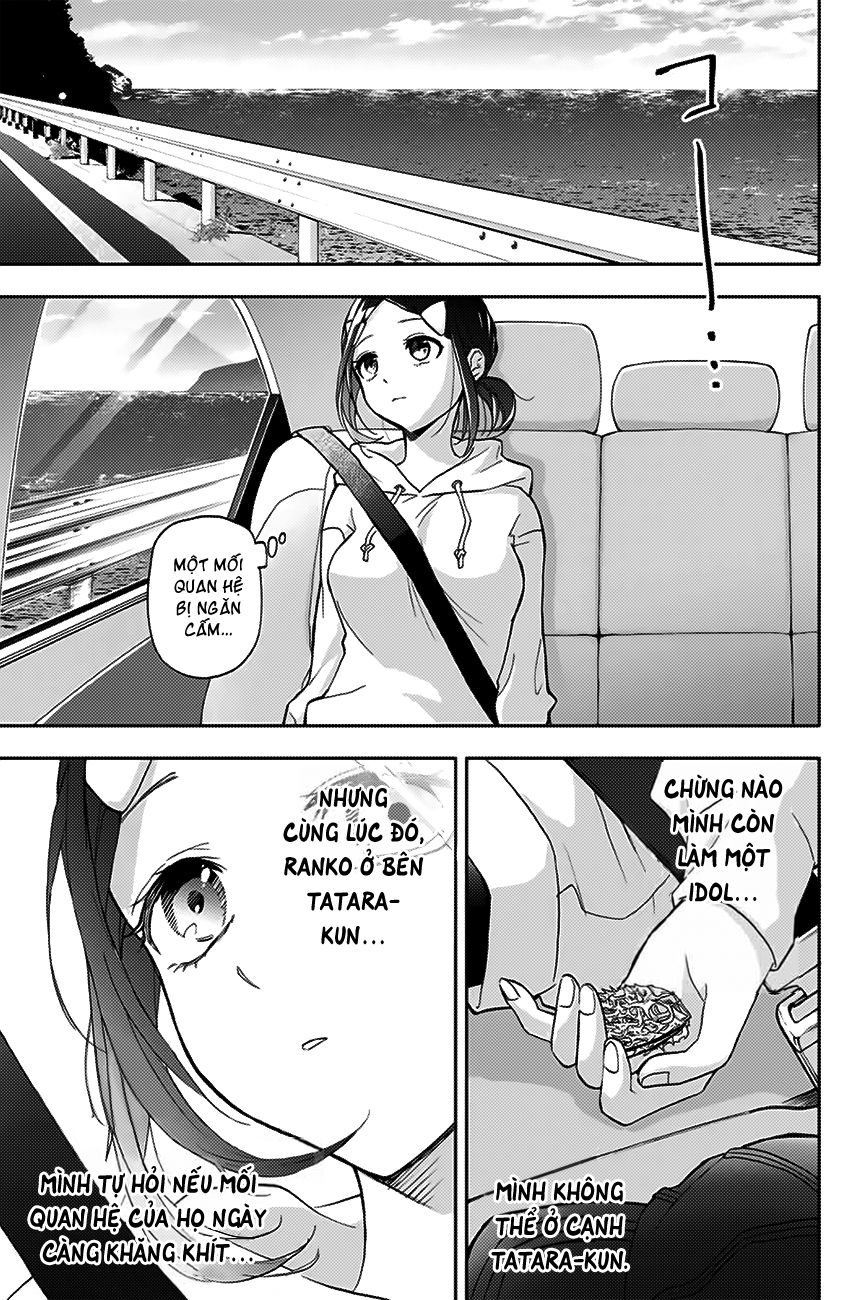 コ
MỘT MỐI
QUAN HỆ
BỊ NGĂN
CẤM...
CHỪNG NÀO
MÌNH CÒN
LÀM MỘT
IDOL...
MÌNH KHÔNG
THỂ Ở CẠNH
TATARA-KUN.
NHƯNG
CÙNG LÚC ĐÓ,
RANKO Ở BÊN
TATARA-
KUN...
MÌNH TỰ HỎI NẾU MỐI
QUAN HỆ CỦA HỌ NGÀY
CÀNG KHĂNG KHÍT...